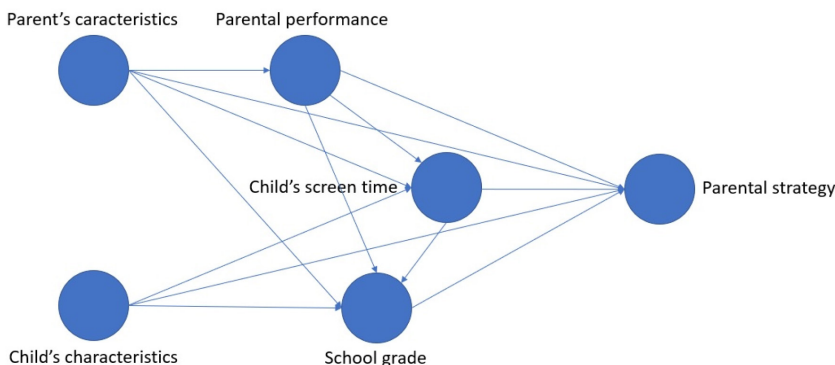 Parent's caracteristics
Parental performance
Child's screen time
Parental strategy
Child's characteristics
School grade